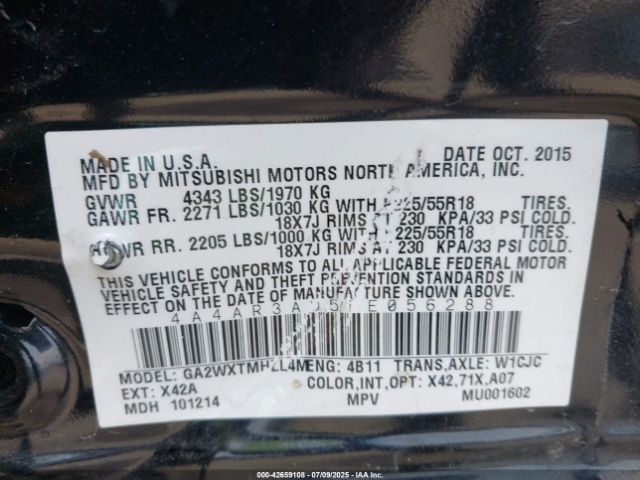 MADE IN U.S.A. DATE OCT. 2015
MFD BY MITSUBISHI MOTORS NORTH AMERICA, INC.
GVWR 4343 LBS/1970 KG
GAWR FR. 2271 LBS/1030 KG WITH 225/55R18 TIRES.
18X7J RIMS AT 230 KPA/33 PSI COLD.
RR. 2205 LBS/1000 KG WITH 225/55R18 TIRES.
18X7J RIMS AT 230 KPA/33 PSI COLD.
THIS VEHICLE CONFORMS TO ALL APPLICABLE FEDERAL MOTOR
VEHICLE SAFETY AND THEFT PREVENTION STANDARDS IN
EFFECT ON THE DATE OF MANUFACTURE SHOWN ABOVE.
MODEL: ENG: 4B11 TRANS,AXLE: W1CJC
EXT: X42A COLOR,INT,OPT: X42,71X,A07
MDH 101214 MPV MU001602
000-42659108 - 07/09/2025 - IAAI.com